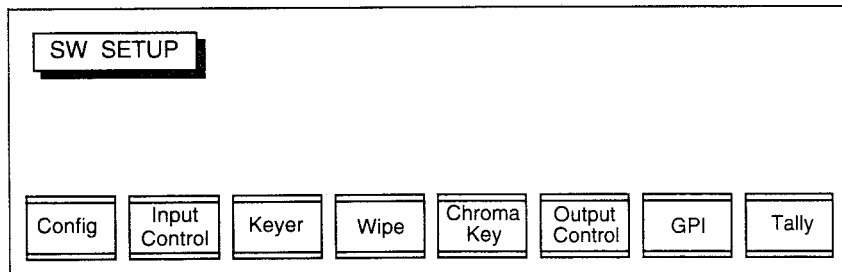 SW SETUP
Config
Input
Control
Keyer
Wipe
Chroma
Key
Output
Control
GPI
Tally